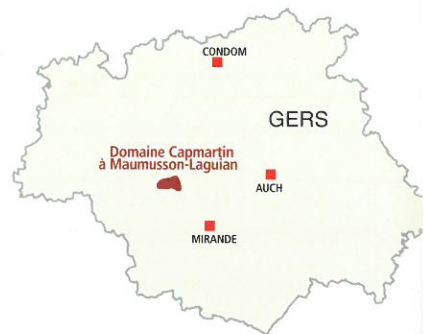 CONDOM
GERS
Domaine Capmartin
à Maumusson-Laguian
AUCH
MIRANDE